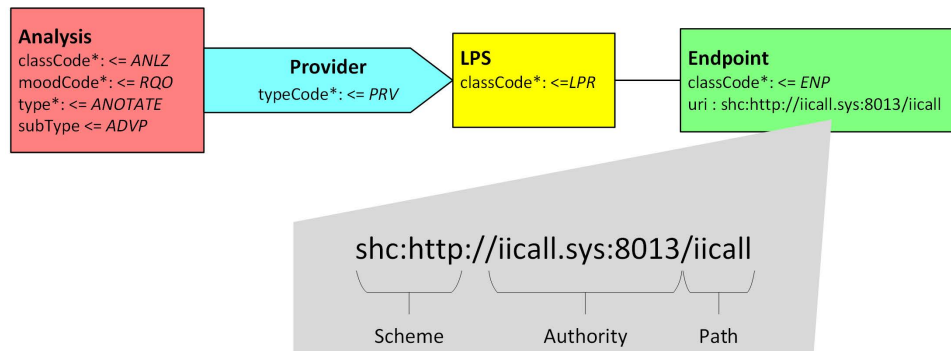 Analysis
classCode*: <= ANLZ
moodCode*: <= RQO
type*: <= ANOTATE
subType <= ADVP
Provider
typeCode*: <= PRV
LPS
classCode*: <=LPR
Endpoint
classCode*: <= ENP
uri : shc:http://iicall.sys:8013/iicall
shc:http://iicall.sys:8013/iicall
Scheme
Authority
Path